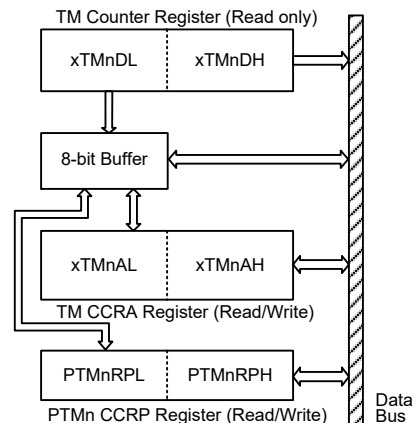 TM Counter Register (Read only)
xTMnDL xTMnDH
8-bit Buffer
xTMnAL xTMnAH
TM CCRA Register (Read/Write)
PTMnRPL PTMnRPH
PTMn CCRP Register (Read/Write)
Data
Bus